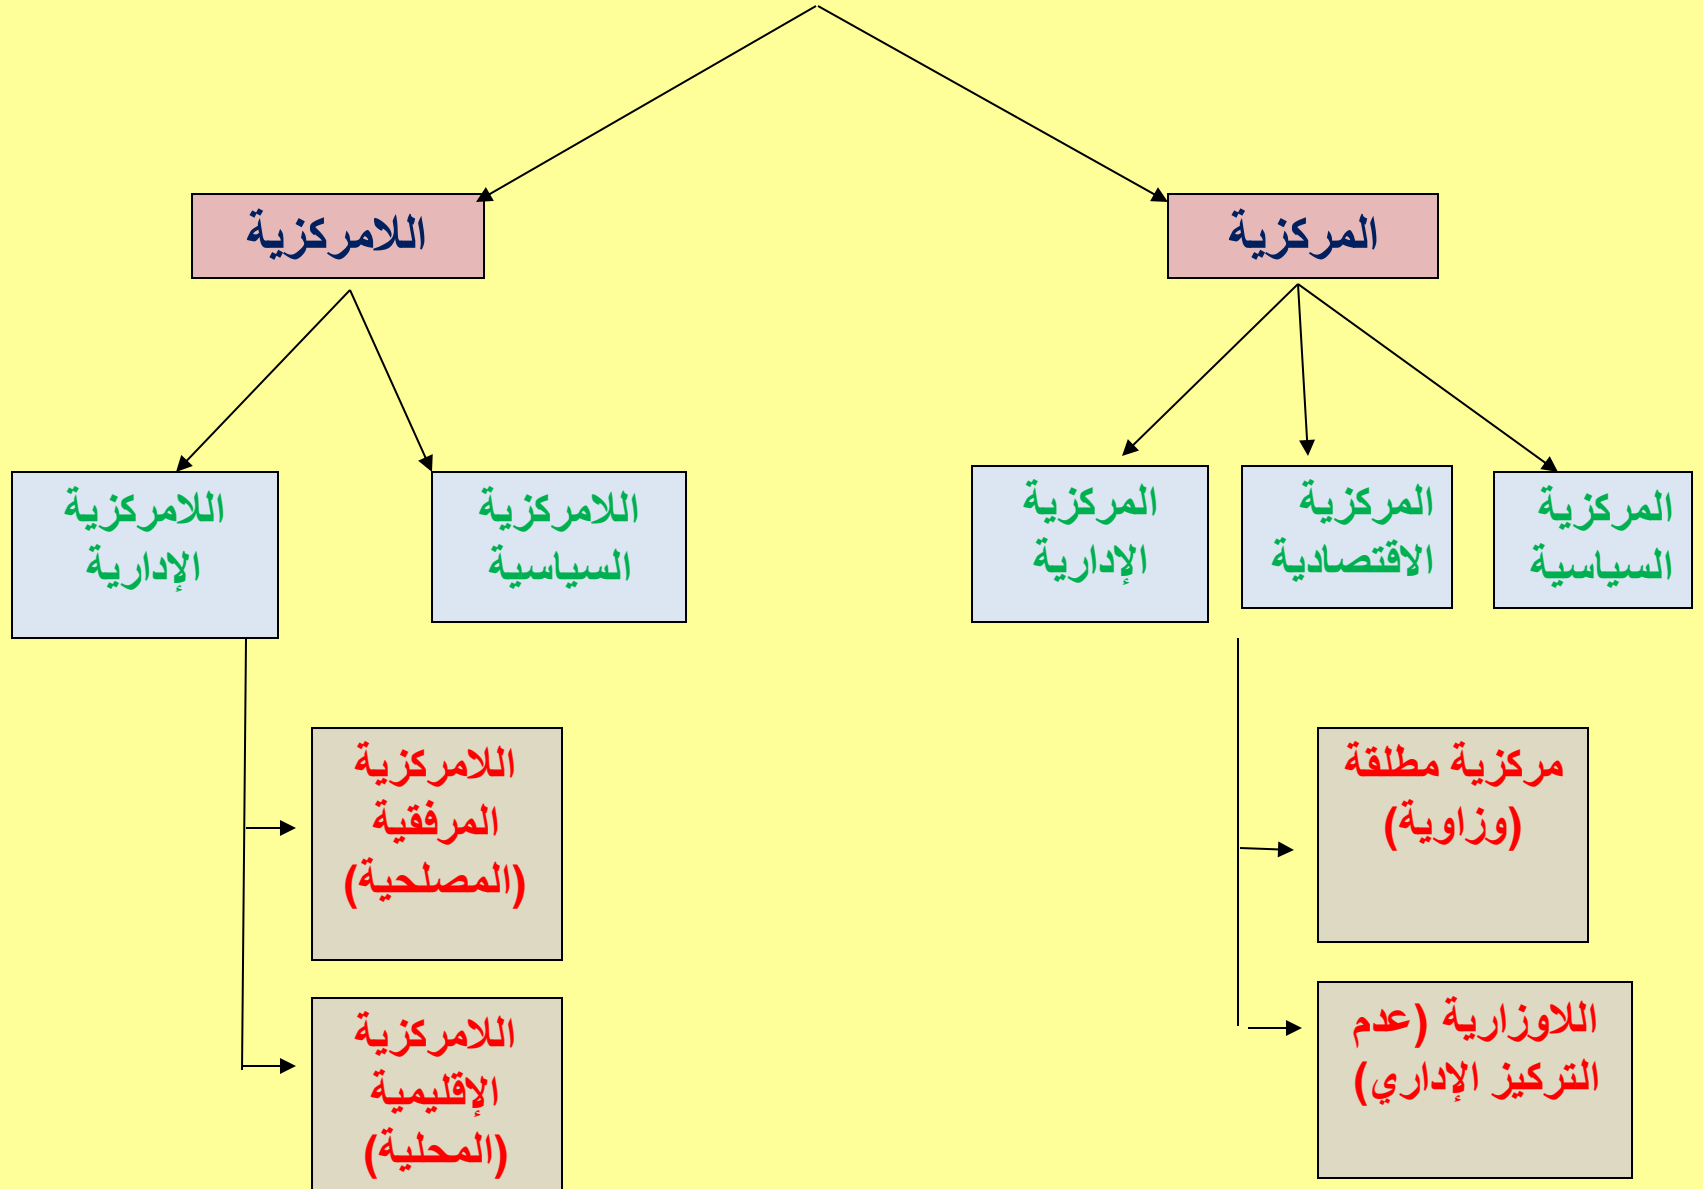 المركزية
اللامركزية
المركزية
السياسية
المركزية
الاقتصادية
المركزية
الإدارية
اللامركزية
السياسية
اللامركزية
الإدارية
مركزية مطلقة
(وزاوية)
اللاوزارية (عدم
التركيز الإداري)
اللامركزية
المرفقية
(المصلحية)
اللامركزية
الإقليمية
(المحلية)